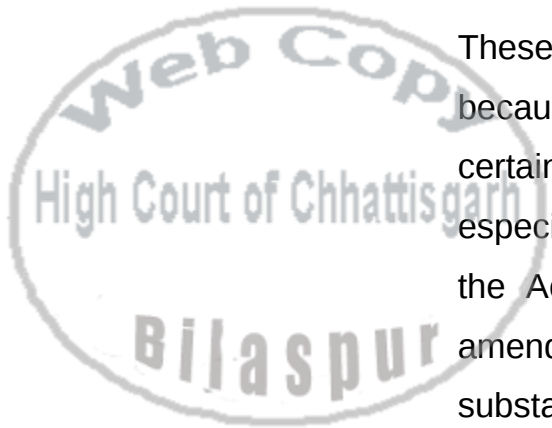 Web Copy
High Court of Chhattisgarh
Bilaspur
These
becau
certain
especi
the Ac
amend
substa